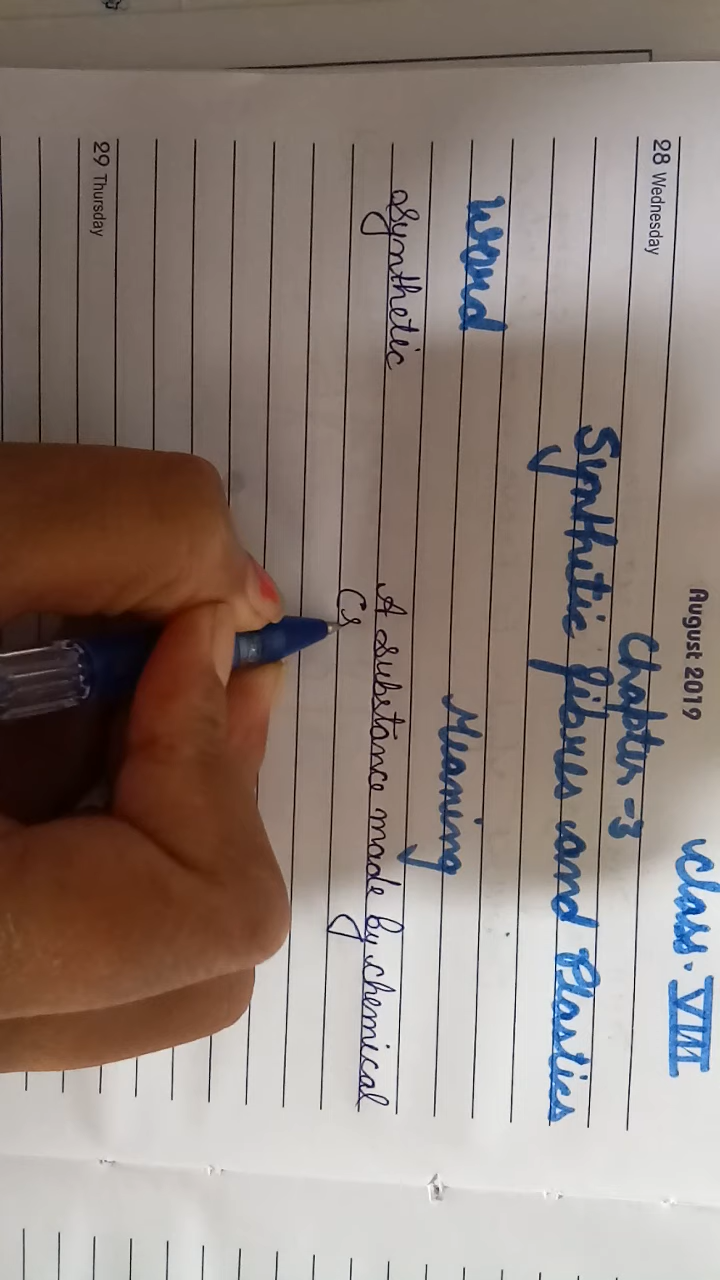 August 2019
class. VIII
28 Wednesday
Chapter -3
Synthetic fibres and Plastics
Word Meaning
Synthetic A substance made by chemical
29 Thursday